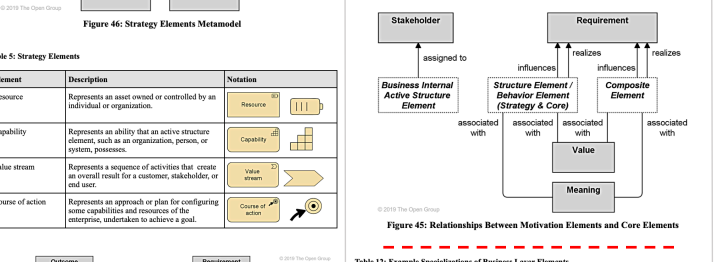 © 2019 The Open Group
Figure 46: Strategy Elements Metamodel
ble 5: Strategy Elements
lement
Description
Notation
esource
Represents an asset owned or controlled by an
individual or organization.
Resource
apability
Represents an ability that an active structure
element, such as an organization, person, or
system, possesses.
Capability
alue stream
Represents a sequence of activities that create
an overall result for a customer, stakeholder, or
end user.
Value
stream
ourse of action
Represents an approach or plan for configuring
some capabilities and resources of the
enterprise, undertaken to achieve a goal.
Course of
action
© 2019 The Open Group
Outcome
Requirement
Stakeholder
Requirement
assigned to
realizes
influences
realizes
influences
Business Internal
Active Structure
Element
Structure Element /
Behavior Element
(Strategy & Core)
Composite
Element
associated
with
associated
with
associated
with
associated
with
Value
Meaning
© 2019 The Open Group
Figure 45: Relationships Between Motivation Elements and Core Elements
Table 12: Example Specializations of Business Layer Elements